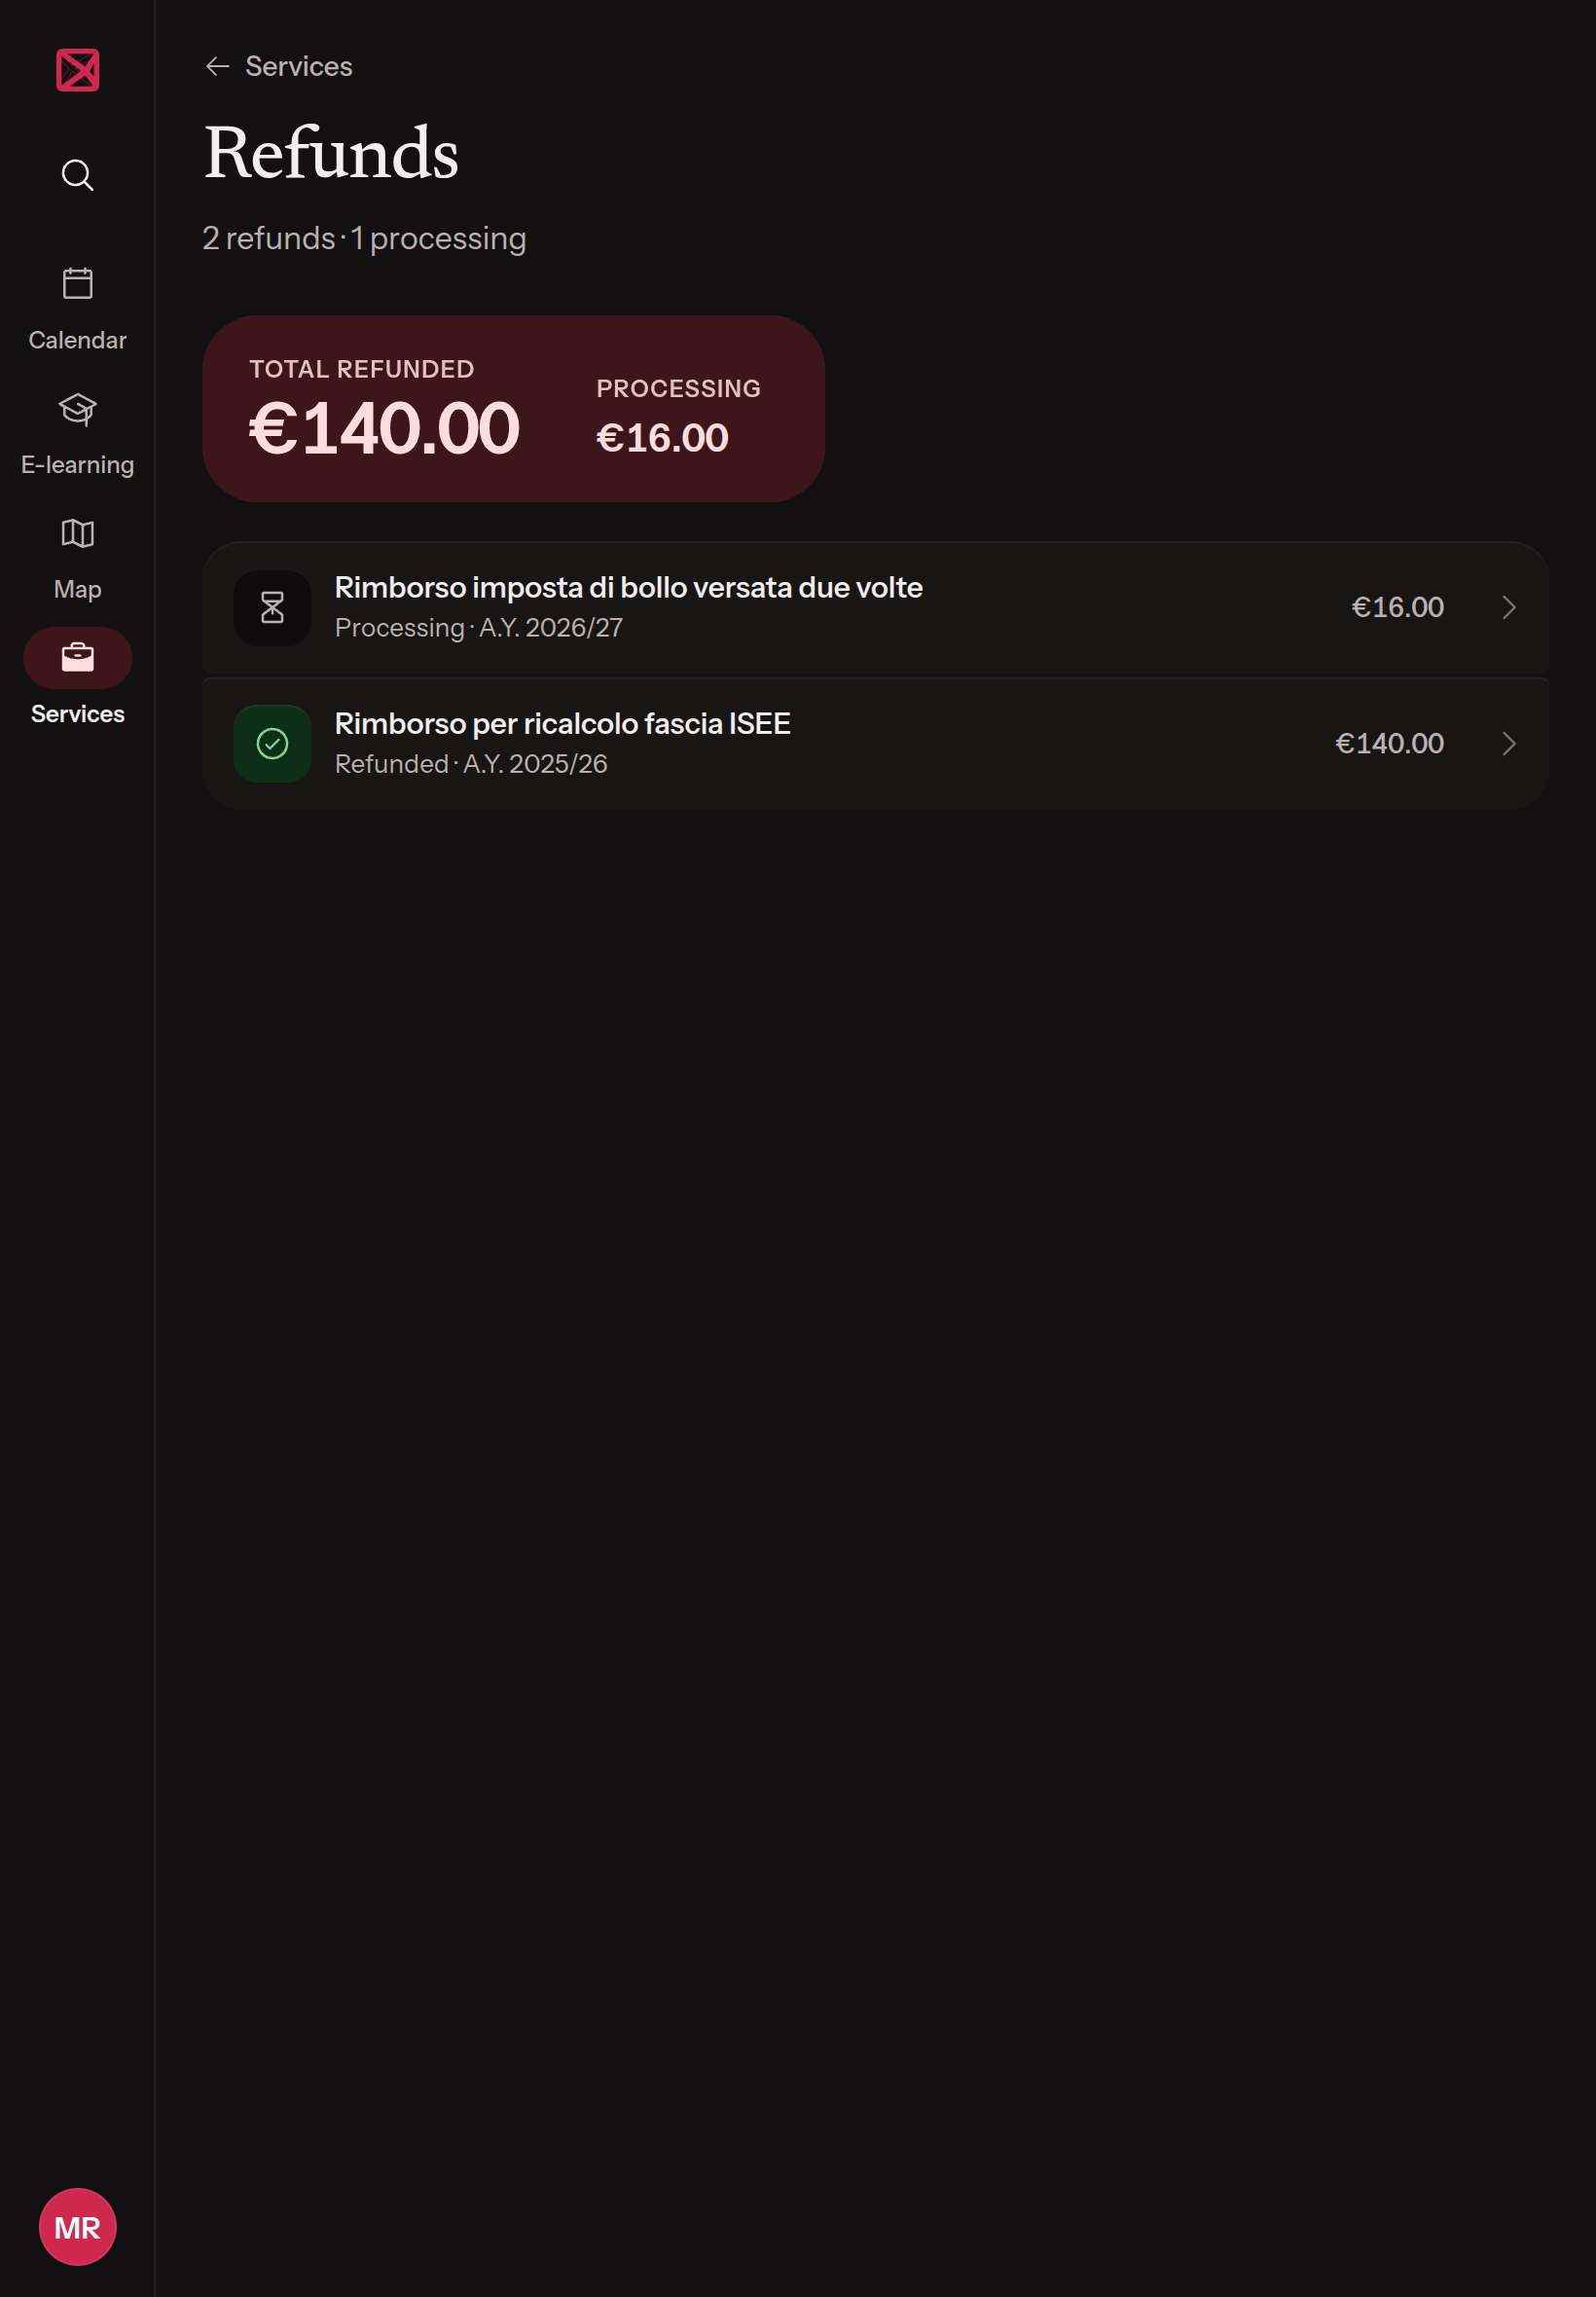 Services
Refunds
2 refunds · 1 processing
TOTAL REFUNDED
€140.00
PROCESSING
€16.00
Rimborso imposta di bollo versata due volte
Processing · A.Y. 2026/27
€16.00
Rimborso per ricalcolo fascia ISEE
Refunded · A.Y. 2025/26
€140.00
Calendar
E-learning
Map
Services
MR